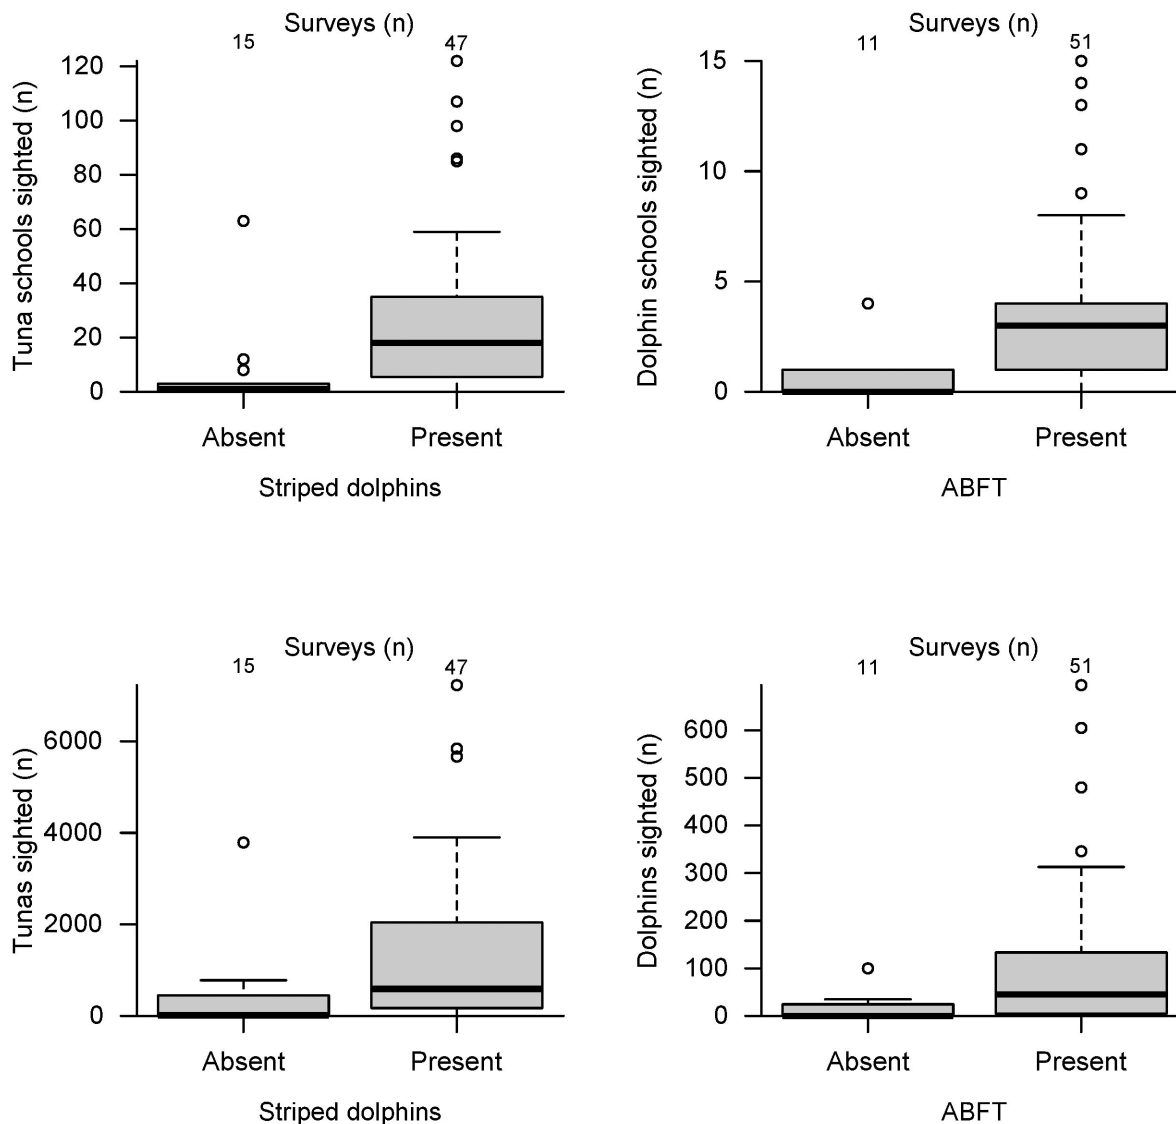 Surveys (n)
15 47
Tuna schools sighted (n)
120
100
80
60
40
20
0
Absent Present
Striped dolphins
Surveys (n)
11 51
Dolphin schools sighted (n)
15
10
5
0
Absent Present
ABFT
Surveys (n)
15 47
Tunas sighted (n)
6000
4000
2000
0
Absent Present
Striped dolphins
Surveys (n)
11 51
Dolphins sighted (n)
600
500
400
300
200
100
0
Absent Present
ABFT